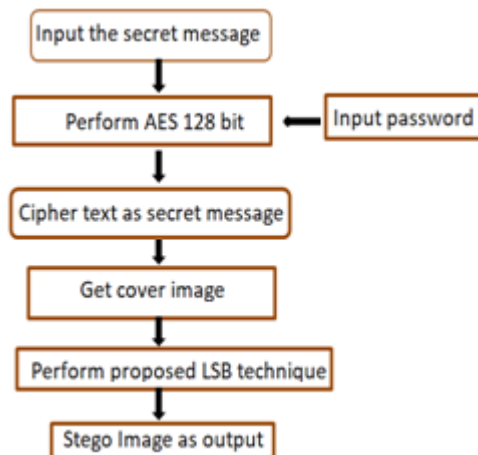 Input the secret message
Perform AES 128 bit
Input password
Cipher text as secret message
Get cover image
Perform proposed LSB technique
Stego Image as output